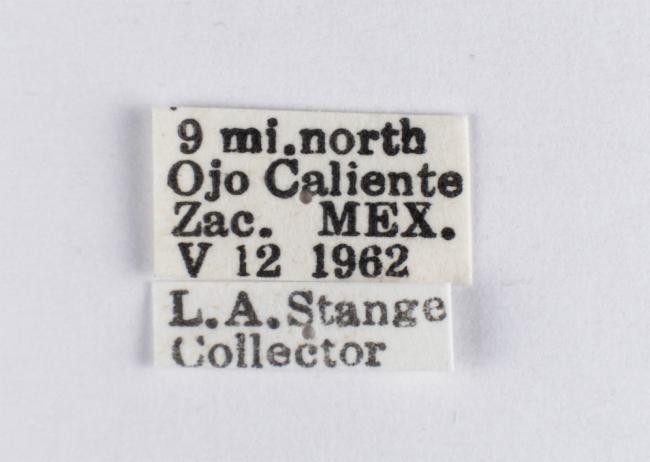 9 mi.north
Ojo Caliente
Zac. MEX.
V 12 1962
L.A.Stange
Collector